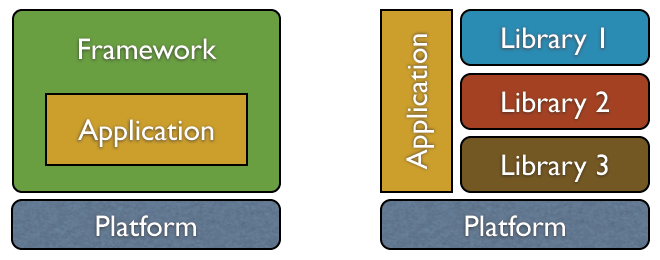 Framework
Application
Platform
Application
Library 1
Library 2
Library 3
Platform